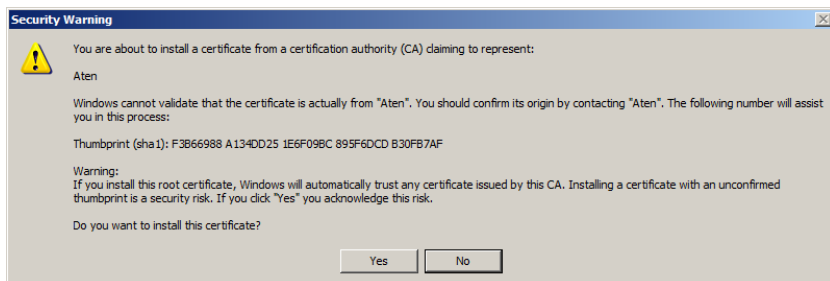 Security Warning
You are about to install a certificate from a certification authority (CA) claiming to represent:
Aten
Windows cannot validate that the certificate is actually from "Aten". You should confirm its origin by contacting "Aten". The following number will assist
you in this process:
Thumbprint (sha1): F3B66988 A134DD25 1E6F09BC 895F6DCD B30FB7AF
Warning:
If you install this root certificate, Windows will automatically trust any certificate issued by this CA. Installing a certificate with an unconfirmed
thumbprint is a security risk. If you click "Yes" you acknowledge this risk.
Do you want to install this certificate?
Yes No